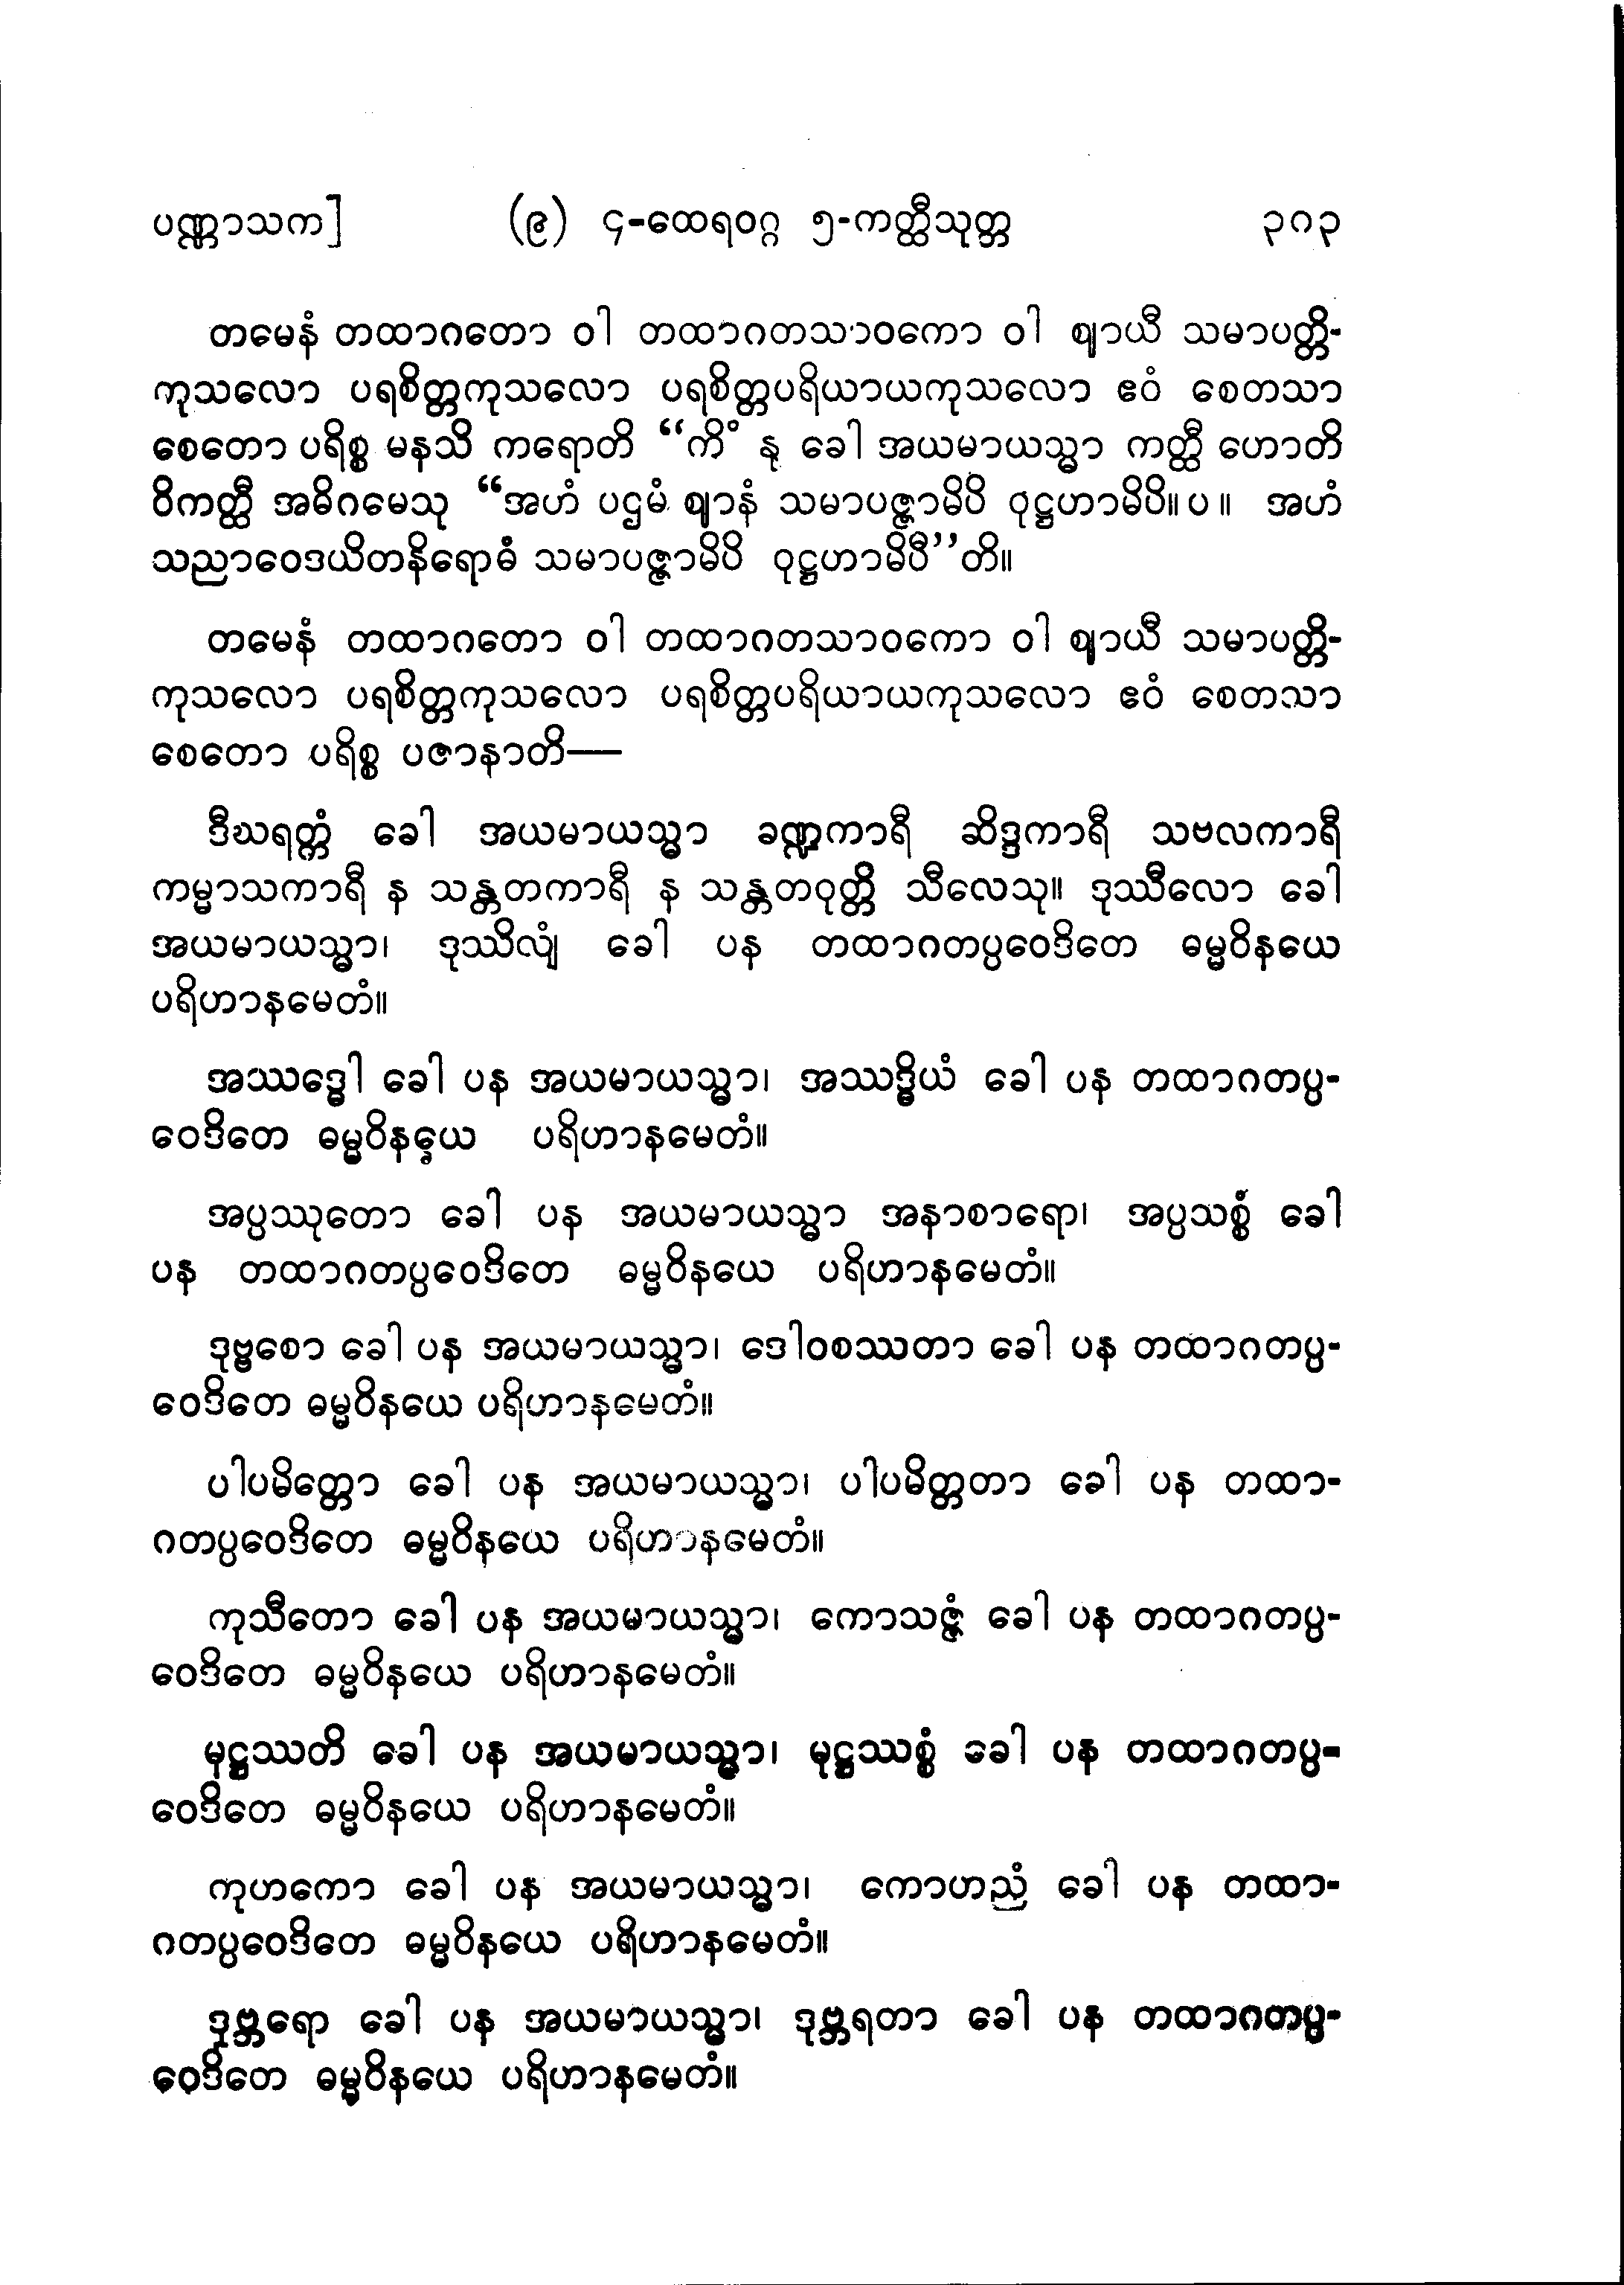 ပဏ္ဏာသက] (၉) ၄-ထေရဝဂ္ဂ ၅-ကတ္ထီသုတ္တ ၃၈၃
တမေနံ တထာဂတော ဝါ တထာဂတသာဝကော ဝါ ဈာယီ သမာပတ္တိ-
ကုသလော ပရစိတ္တကုသလော ပရစိတ္တပရိယာယကုသလော ဧဝံ စေတသာ
စေတော ပရိစ္စ မနသိ ကရောတိ “ကိံ နု ခေါ အယမာယသ္မာ ကတ္ထီ ဟောတိ
ဝိကတ္ထီ အဓိဂမေသု “အဟံ ပဌမံ ဈာနံ သမာပဇ္ဇာမိပိ ဝုဋ္ဌဟာမိပိ။ပ။ အဟံ
သညာဝေဒယိတနိရောဓံ သမာပဇ္ဇာမိပိ ဝုဋ္ဌဟာမိပီ’’တိ။
တမေနံ တထာဂတော ဝါ တထာဂတသာဝကော ဝါ ဈာယီ သမာပတ္တိ-
ကုသလော ပရစိတ္တကုသလော ပရစိတ္တပရိယာယကုသလော ဧဝံ စေတသာ
စေတော ပရိစ္စ ပဇာနာတိ—
ဒီဃရတ္တံ ခေါ အယမာယသ္မာ ခဏ္ဍကာရီ ဆိဒ္ဒကာရီ သဗလကာရီ
ကမ္မာသကာရီ န သန္တတကာရီ န သန္တတဝုတ္တိ သီလေသု။ ဒုဿီလော ခေါ
အယမာယသ္မာ၊ ဒုဿိလျံ ခေါ ပန တထာဂတပ္ပဝေဒိတေ ဓမ္မဝိနယေ
ပရိဟာနမေတံ။
အဿဒ္ဓေါ ခေါ ပန အယမာယသ္မာ၊ အဿဒ္ဓိယံ ခေါ ပန တထာဂတပ္ပ-
ဝေဒိတေ ဓမ္မဝိနယေ ပရိဟာနမေတံ။
အပ္ပဿုတော ခေါ ပန အယမာယသ္မာ အနာစာရော၊ အပ္ပသစ္စံ ခေါ
ပန တထာဂတပ္ပဝေဒိတေ ဓမ္မဝိနယေ ပရိဟာနမေတံ။
ဒုဗ္ဗစော ခေါ ပန အယမာယသ္မာ၊ ဒေါဝစဿတာ ခေါ ပန တထာဂတပ္ပ-
ဝေဒိတေ ဓမ္မဝိနယေ ပရိဟာနမေတံ။
ပါပမိတ္တော ခေါ ပန အယမာယသ္မာ၊ ပါပမိတ္တတာ ခေါ ပန တထာ-
ဂတပ္ပဝေဒိတေ ဓမ္မဝိနယေ ပရိဟာနမေတံ။
ကုသီတော ခေါ ပန အယမာယသ္မာ၊ ကောသဇ္ဇံ ခေါ ပန တထာဂတပ္ပ-
ဝေဒိတေ ဓမ္မဝိနယေ ပရိဟာနမေတံ။
မုဋ္ဌဿတိ ခေါ ပန အယမာယသ္မာ၊ မုဋ္ဌဿစ္စံ ခေါ ပန တထာဂတပ္ပ-
ဝေဒိတေ ဓမ္မဝိနယေ ပရိဟာနမေတံ။
ကုဟကော ခေါ ပန အယမာယသ္မာ၊ ကောဟညံ ခေါ ပန တထာ-
ဂတပ္ပဝေဒိတေ ဓမ္မဝိနယေ ပရိဟာနမေတံ။
ဒုဗ္ဘရော ခေါ ပန အယမာယသ္မာ၊ ဒုဗ္ဘရတာ ခေါ ပန တထာဂတပ္ပ-
ဝေဒိတေ ဓမ္မဝိနယေ ပရိဟာနမေတံ။